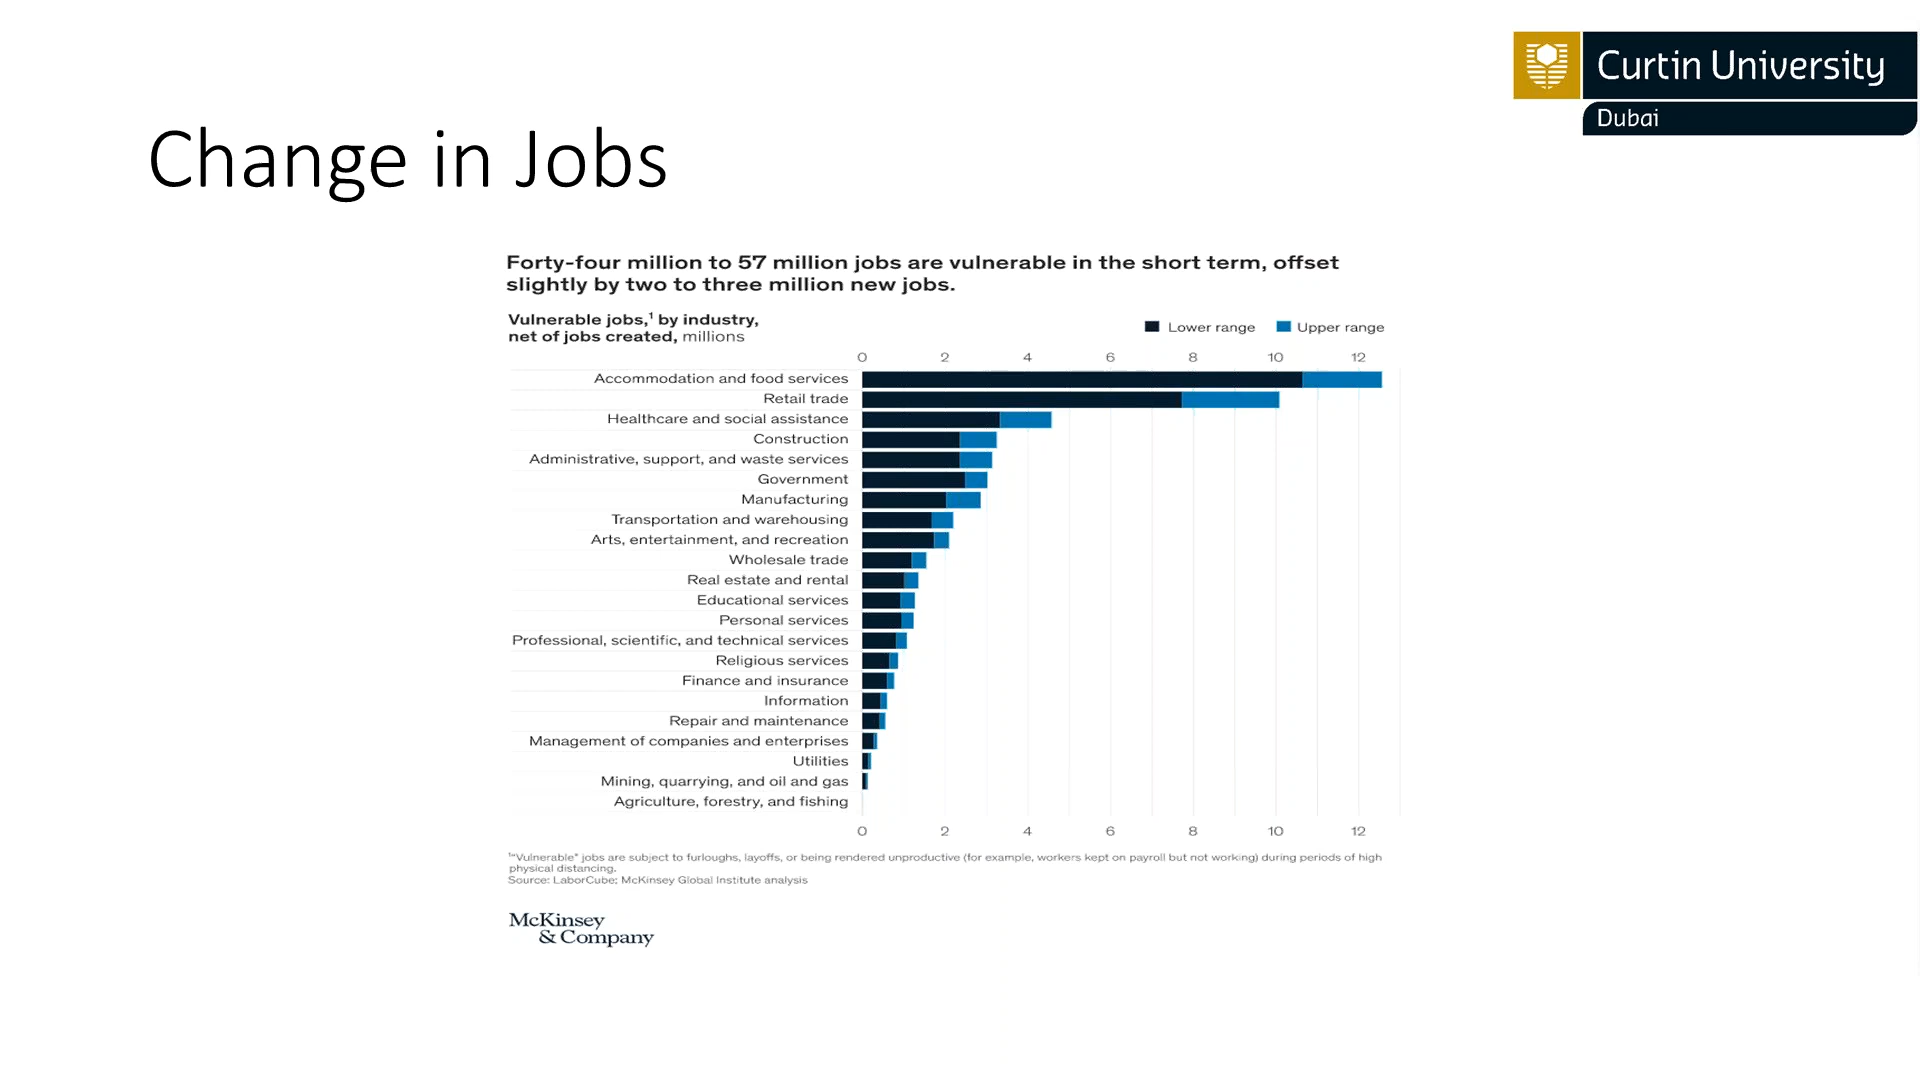 Curtin University
Dubai
Change in Jobs
Forty-four million to 57 million jobs are vulnerable in the short term, offset
slightly by two to three million new jobs.
Vulnerable jobs,¹ by industry,
net of jobs created, millions
Lower range
Upper range
0 2 4 6 8 10 12
Accommodation and food services
Retail trade
Healthcare and social assistance
Construction
Administrative, support, and waste services
Government
Manufacturing
Transportation and warehousing
Arts, entertainment, and recreation
Wholesale trade
Real estate and rental
Educational services
Personal services
Professional, scientific, and technical services
Religious services
Finance and insurance
Information
Repair and maintenance
Management of companies and enterprises
Utilities
Mining, quarrying, and oil and gas
Agriculture, forestry, and fishing
0 2 4 6 8 10 12
¹"Vulnerable" jobs are subject to furloughs, layoffs, or being rendered unproductive (for example, workers kept on payroll but not working) during periods of high
physical distancing.
Source: LaborCube; McKinsey Global Institute analysis
McKinsey
& Company